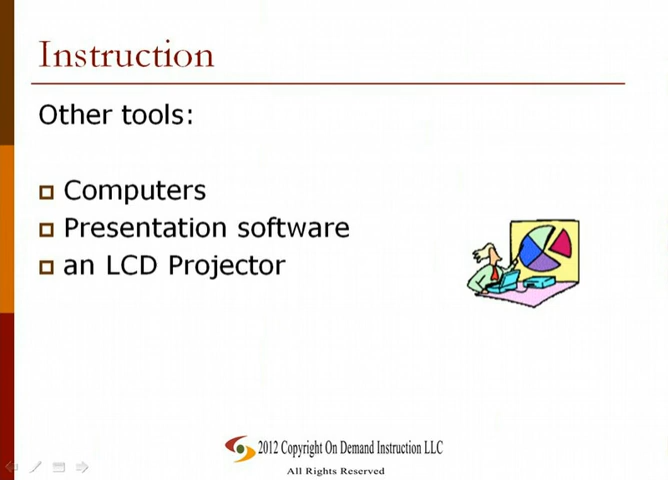 Instruction
Other tools:
Computers
Presentation software
an LCD Projector
2012 Copyright On Demand Instruction LLC
All Rights Reserved